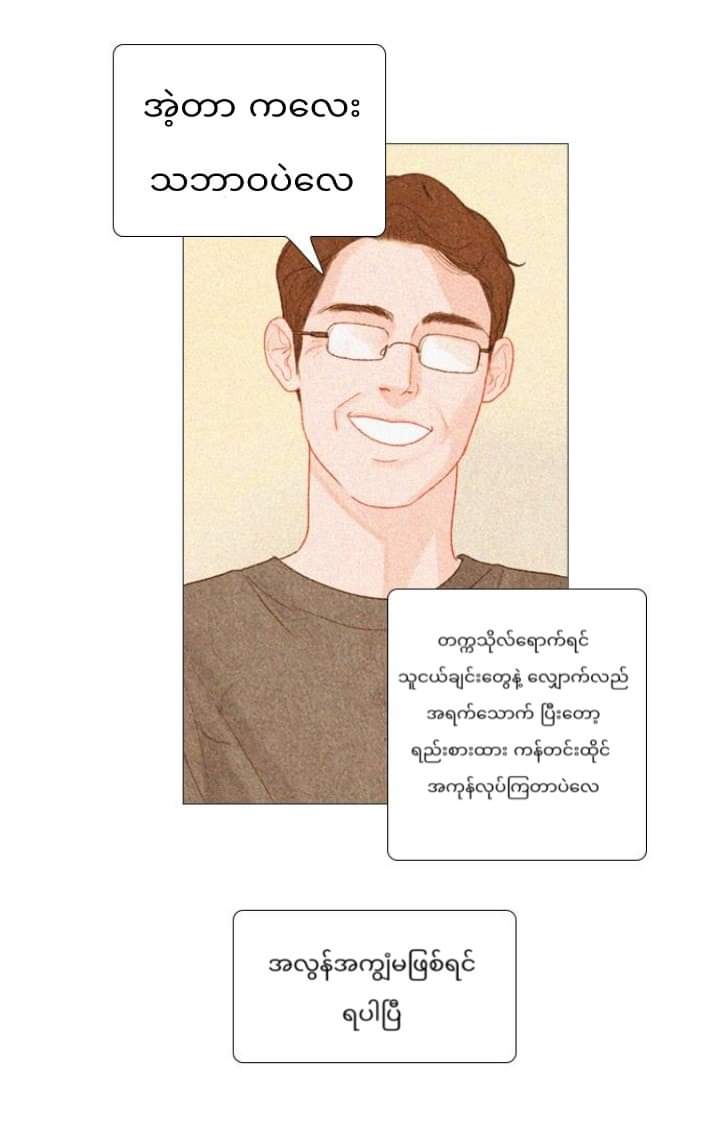 အဲ့တာ ကလေး
သဘာဝပဲလေ
တက္ကသိုလ်ရောက်ရင်
သူငယ်ချင်းတွေနဲ့ လျှောက်လည်
အရက်သောက် ပြီးတော့
ရည်းစားထား ကန်တင်းထိုင်
အကုန်လုပ်ကြတာပဲလေ
အလွန်အကျွံမဖြစ်ရင်
ရပါပြီ